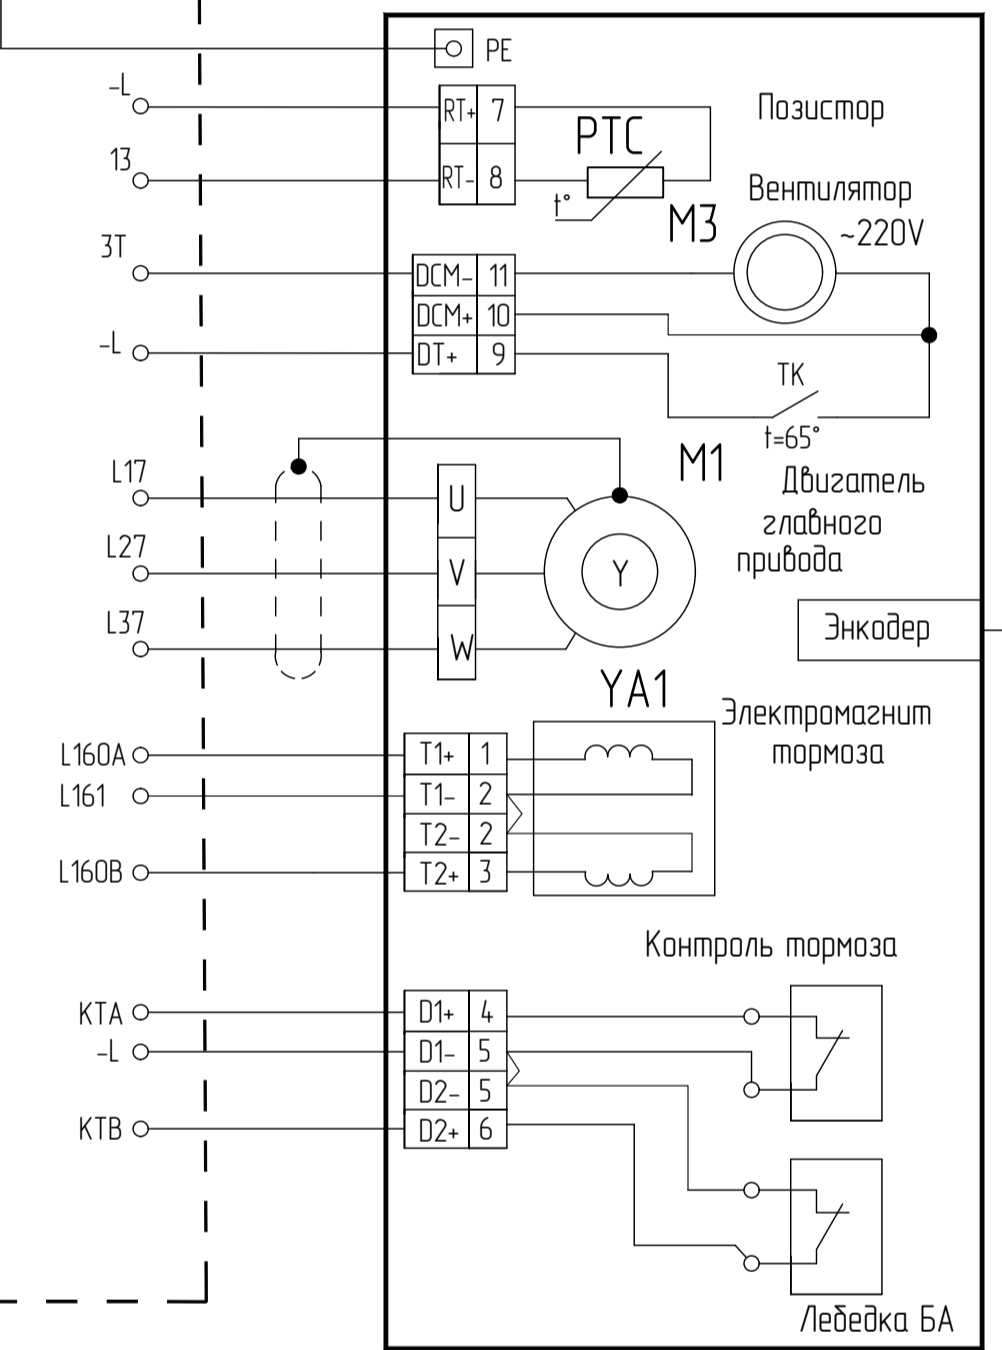 PE
-L
RT+ 7
Позистор
PTC
13
RT- 8
t°
Вентилятор
M3
~220V
3T
DCM- 11
DCM+ 10
-L
DT+ 9
TK
t=65°
M1
L17
U
Двигатель
главного
привода
L27
V
Y
L37
W
Энкодер
YA1
Электромагнит
тормоза
L160A
T1+ 1
L161
T1- 2
T2- 2
L160B
T2+ 3
Контроль тормоза
KTA
D1+ 4
-L
D1- 5
D2- 5
KTB
D2+ 6
Лебедка БА